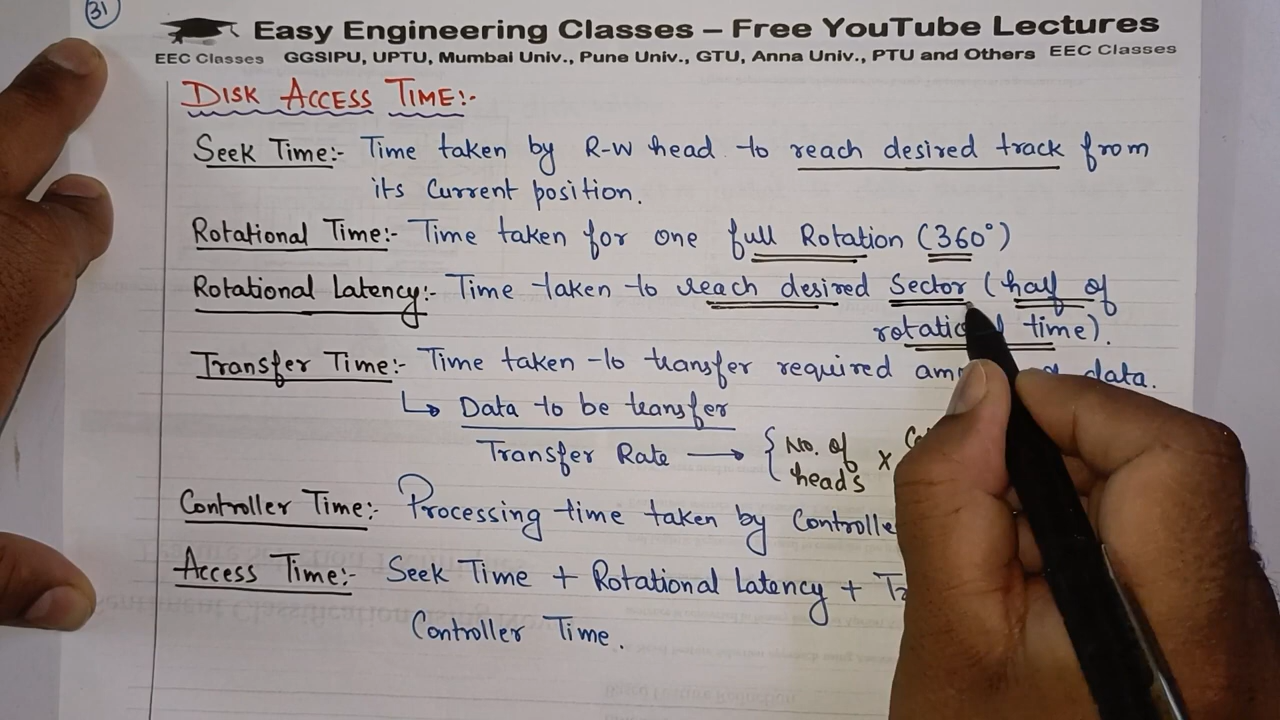 31
Easy Engineering Classes – Free YouTube Lectures
EEC Classes GGSIPU, UPTU, Mumbai Univ., Pune Univ., GTU, Anna Univ., PTU and Others EEC Classes
DISK ACCESS TIME:-
Seek Time:- Time taken by R-W head to reach desired track from
its Current position.
Rotational Time:- Time taken for one full Rotation (360°)
Rotational Latency:- Time taken to reach desired Sector (half of
time).
Transfer Time:- Time taken to transfer required data.
↳ Data to be transfer
Transfer Rate → { No. of
heads ×
Controller Time:- Processing time taken by
Access Time:- Seek Time + Rotational Latency +
Controller Time.